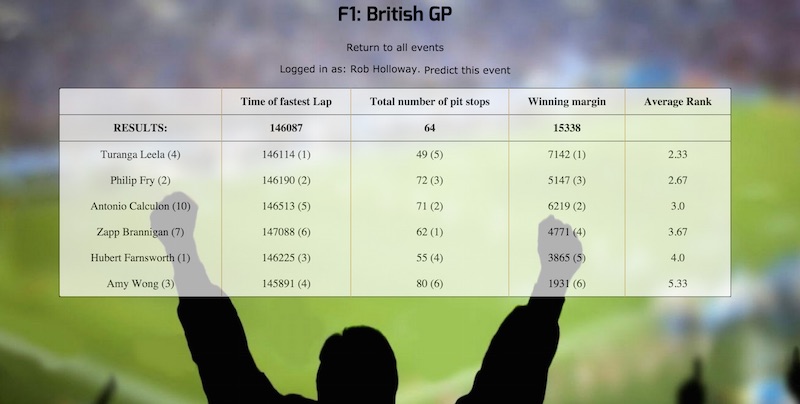 F1: British GP
Return to all events
Logged in as: Rob Holloway. Predict this event
Time of fastest Lap Total number of pit stops Winning margin Average Rank
RESULTS: 146087 64 15338
Turanga Leela (4) 146114 (1) 49 (5) 7142 (1) 2.33
Philip Fry (2) 146190 (2) 72 (3) 5147 (3) 2.67
Antonio Calculon (10) 146513 (5) 71 (2) 6219 (2) 3.0
Zapp Brannigan (7) 147088 (6) 62 (1) 4771 (4) 3.67
Hubert Farnsworth (1) 146225 (3) 55 (4) 3865 (5) 4.0
Amy Wong (3) 145891 (4) 80 (6) 1931 (6) 5.33